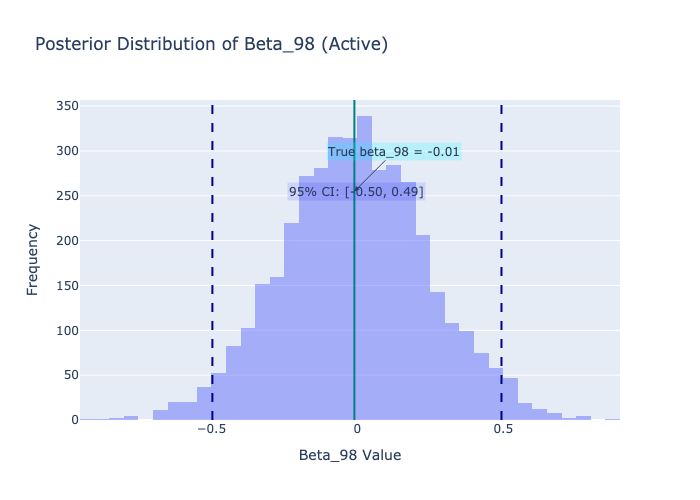 Posterior Distribution of Beta_98 (Active)
350
300
250
200
150
100
50
0
Frequency
True beta_98 = -0.01
95% CI: [-0.50, 0.49]
−0.5
0
0.5
Beta_98 Value